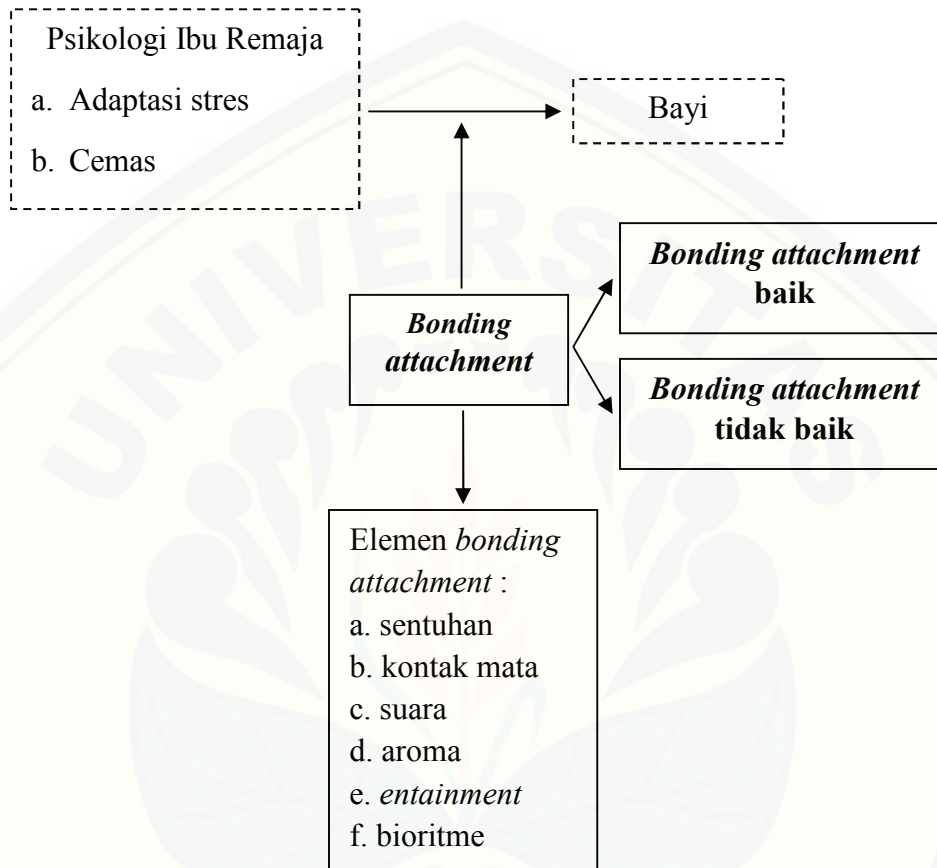 Psikologi Ibu Remaja
a. Adaptasi stres
b. Cemas
Bayi
Bonding attachment
baik
Bonding
attachment
Bonding attachment
tidak baik
Elemen bonding
attachment :
a. sentuhan
b. kontak mata
c. suara
d. aroma
e. entainment
f. bioritme
UNIVERSITAS